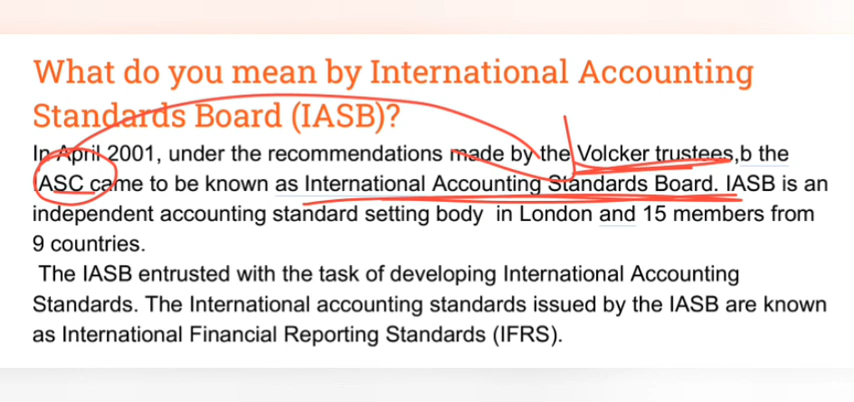 What do you mean by International Accounting
Standards Board (IASB)?
In April 2001, under the recommendations made by the Volcker trustees,b the
IASC came to be known as International Accounting Standards Board. IASB is an
independent accounting standard setting body in London and 15 members from
9 countries.
The IASB entrusted with the task of developing International Accounting
Standards. The International accounting standards issued by the IASB are known
as International Financial Reporting Standards (IFRS).